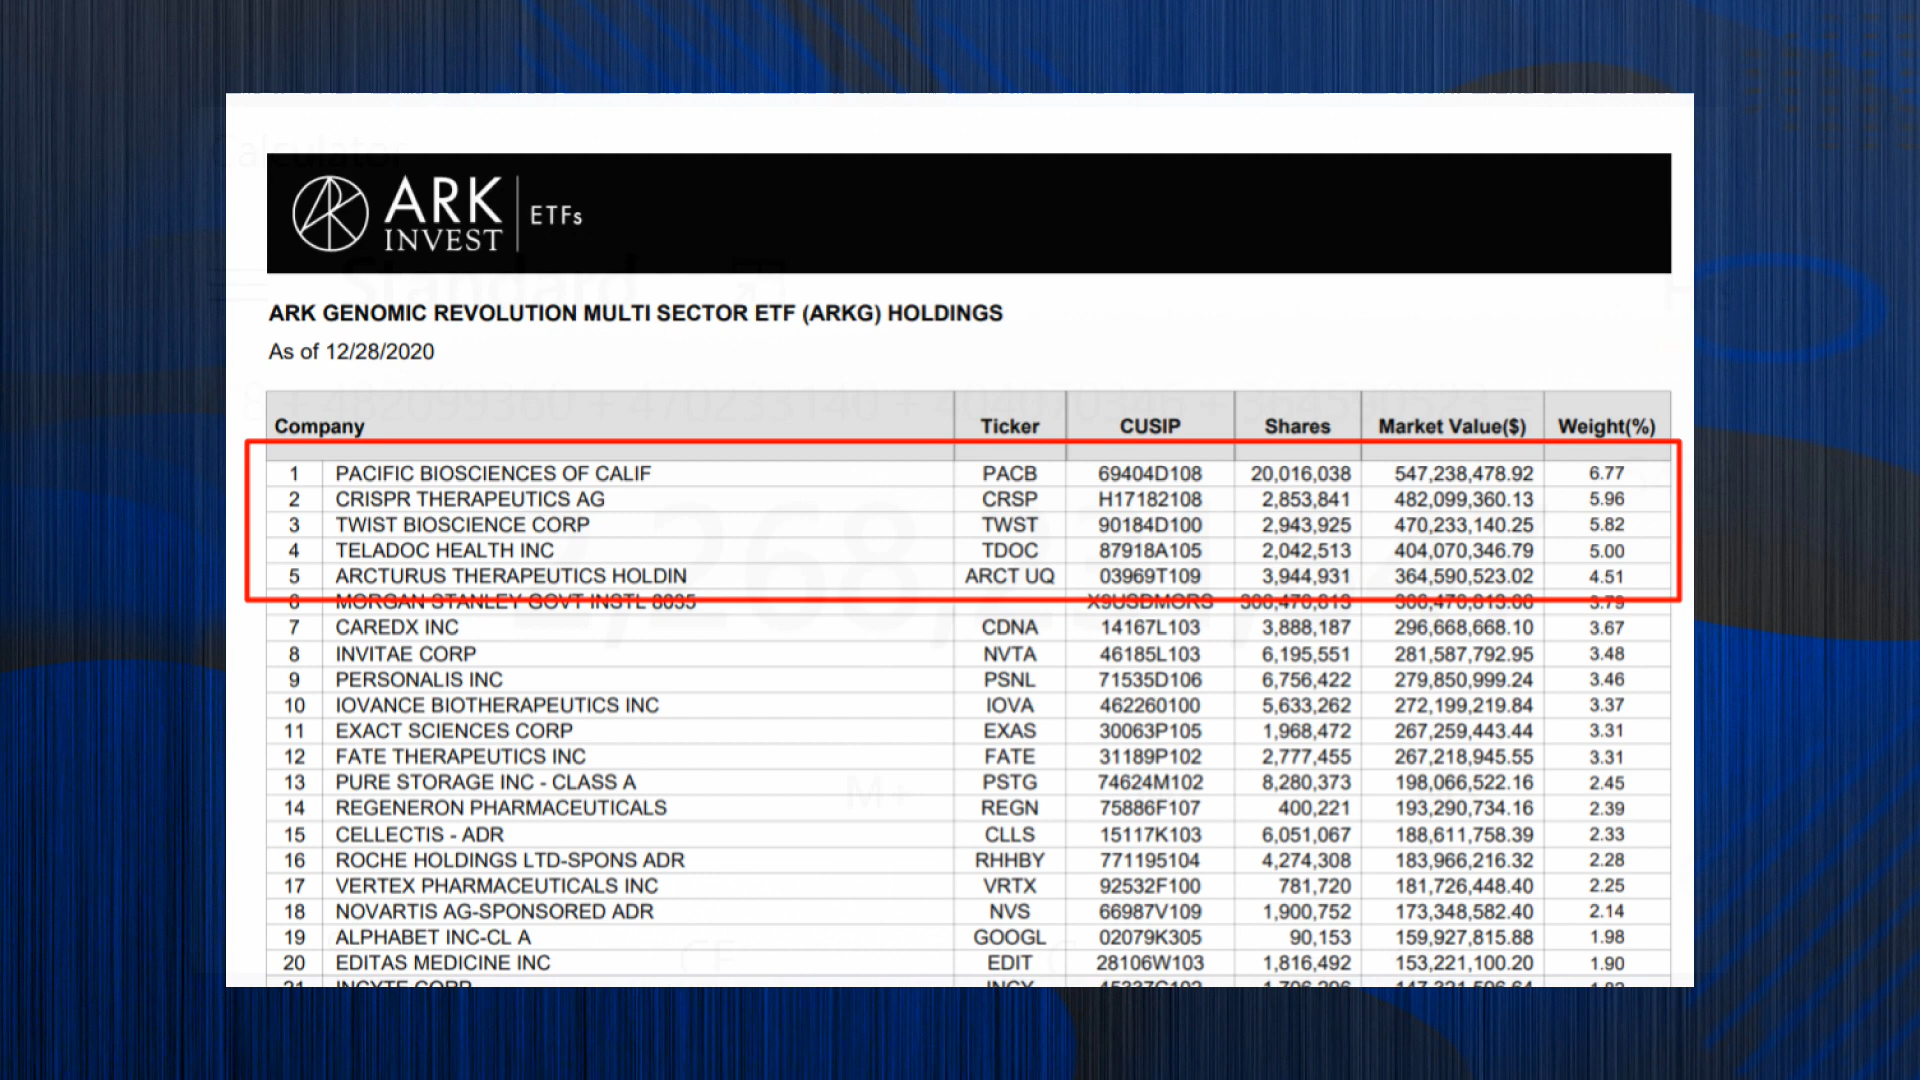 Calculator
ARK INVEST | ETFs
Standard
ARK GENOMIC REVOLUTION MULTI SECTOR ETF (ARKG) HOLDINGS
As of 12/28/2020
8 + 482099360 + 470233140 + 404070346 + 364590523 =
Company Ticker CUSIP Shares Market Value($) Weight(%)
1 PACIFIC BIOSCIENCES OF CALIF PACB 69404D108 20,016,038 547,238,478.92 6.77
2 CRISPR THERAPEUTICS AG CRSP H17182108 2,853,841 482,099,360.13 5.96
3 TWIST BIOSCIENCE CORP TWST 90184D100 2,943,925 470,233,140.25 5.82
4 TELADOC HEALTH INC TDOC 87918A105 2,042,513 404,070,346.79 5.00
5 ARCTURUS THERAPEUTICS HOLDIN ARCT UQ 03969T109 3,944,931 364,590,523.02 4.51
6 MORGAN STANLEY GOVT INSTL 8035 X9USDMORS 306,470,813 306,470,813.06 3.79
7 CAREDX INC CDNA 14167L103 3,888,187 296,668,668.10 3.67
8 INVITAE CORP NVTA 46185L103 6,195,551 281,587,792.95 3.48
9 PERSONALIS INC PSNL 71535D106 6,756,422 279,850,999.24 3.46
10 IOVANCE BIOTHERAPEUTICS INC IOVA 462260100 5,633,262 272,199,219.84 3.37
11 EXACT SCIENCES CORP EXAS 30063P105 1,968,472 267,259,443.44 3.31
12 FATE THERAPEUTICS INC FATE 31189P102 2,777,455 267,218,945.55 3.31
13 PURE STORAGE INC - CLASS A PSTG 74624M102 8,280,373 198,066,522.16 2.45
14 REGENERON PHARMACEUTICALS REGN 75886F107 400,221 193,290,734.16 2.39
15 CELLECTIS - ADR CLLS 15117K103 6,051,067 188,611,758.39 2.33
16 ROCHE HOLDINGS LTD-SPONS ADR RHHBY 771195104 4,274,308 183,966,216.32 2.28
17 VERTEX PHARMACEUTICALS INC VRTX 92532F100 781,720 181,726,448.40 2.25
18 NOVARTIS AG-SPONSORED ADR NVS 66987V109 1,900,752 173,348,582.40 2.14
19 ALPHABET INC-CL A GOOGL 02079K305 90,153 159,927,815.88 1.98
20 EDITAS MEDICINE INC EDIT 28106W103 1,816,492 153,221,100.20 1.90
21 INCYTE CORP INCY
M+
CE